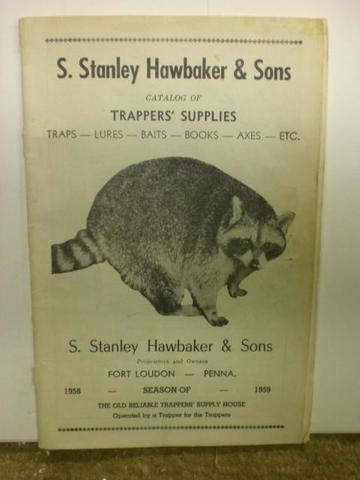 S. Stanley Hawbaker & Sons
CATALOG OF
TRAPPERS' SUPPLIES
TRAPS — LURES — BAITS — BOOKS — AXES — ETC.
S. Stanley Hawbaker & Sons
Proprietors and Owners
FORT LOUDON — PENNA.
1958 — SEASON OF — 1959
THE OLD RELIABLE TRAPPERS' SUPPLY HOUSE
Operated by a Trapper for the Trappers